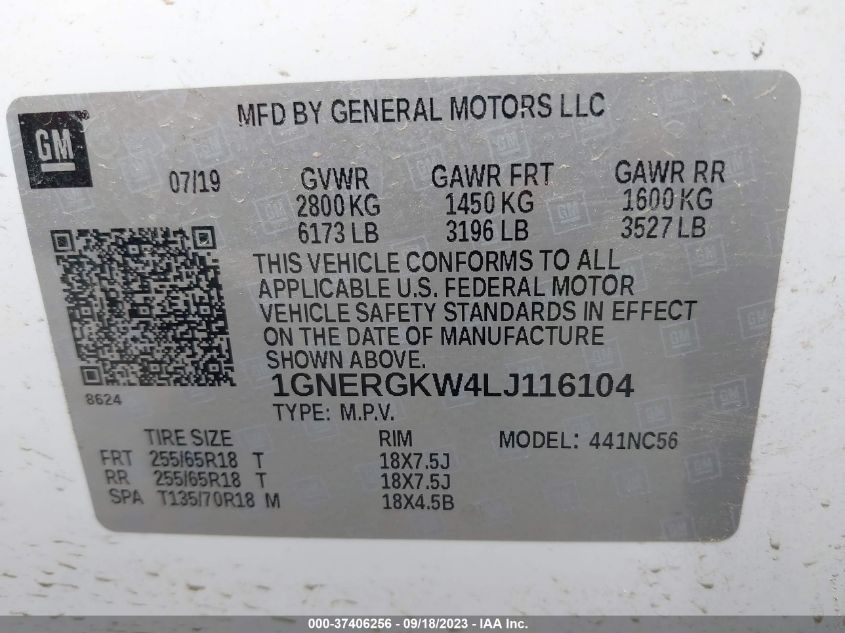 MFD BY GENERAL MOTORS LLC
GM
07/19 GVWR GAWR FRT GAWR RR
2800 KG 1450 KG 1600 KG
6173 LB 3196 LB 3527 LB
THIS VEHICLE CONFORMS TO ALL
APPLICABLE U.S. FEDERAL MOTOR
VEHICLE SAFETY STANDARDS IN EFFECT
ON THE DATE OF MANUFACTURE
SHOWN ABOVE.
1GNERGKW4LJ116104
8624
TYPE: M.P.V.
TIRE SIZE RIM MODEL: 441NC56
FRT 255/65R18 T 18X7.5J
RR 255/65R18 T 18X7.5J
SPA T135/70R18 M 18X4.5B
000-37406256 - 09/18/2023 - IAA Inc.